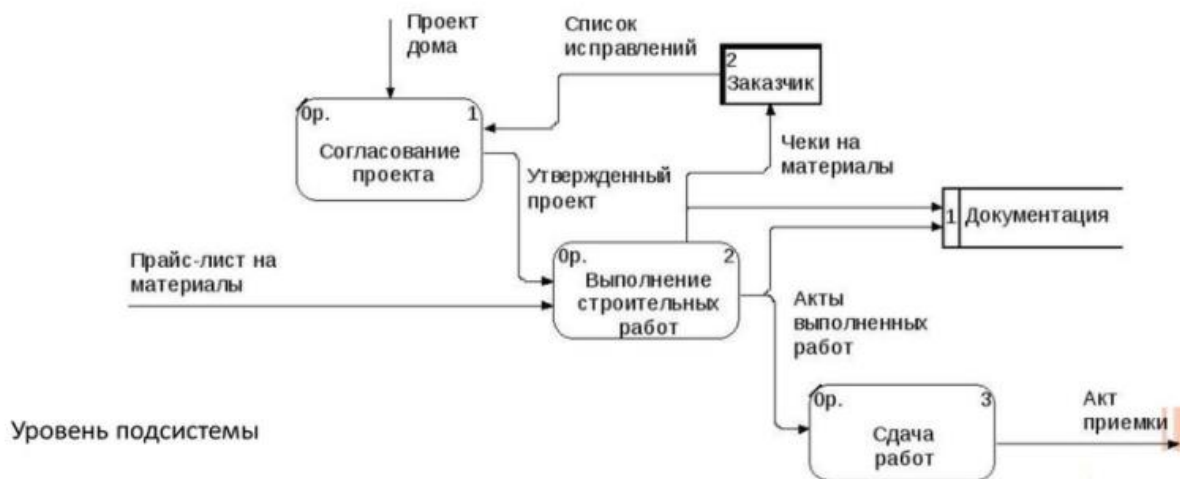 Проект
дома
Список
исправлений
2
Заказчик
0р.
1
Согласование
проекта
Чеки на
материалы
Утвержденный
проект
1
Документация
Прайс-лист на
материалы
0р.
2
Выполнение
строительных
работ
Акты
выполненных
работ
0р.
3
Сдача
работ
Акт
приемки
Уровень подсистемы